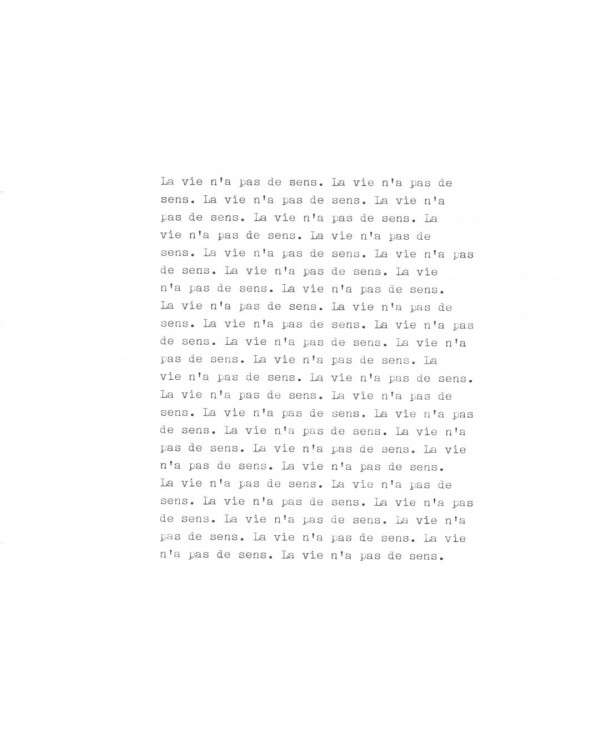 La vie n'a pas de sens. La vie n'a pas de
sens. La vie n'a pas de sens. La vie n'a
pas de sens. La vie n'a pas de sens. La
vie n'a pas de sens. La vie n'a pas de
sens. La vie n'a pas de sens. La vie n'a pas
de sens. La vie n'a pas de sens. La vie
n'a pas de sens. La vie n'a pas de sens.
La vie n'a pas de sens. La vie n'a pas de
sens. La vie n'a pas de sens. La vie n'a pas
de sens. La vie n'a pas de sens. La vie n'a
pas de sens. La vie n'a pas de sens. La
vie n'a pas de sens. La vie n'a pas de sens.
La vie n'a pas de sens. La vie n'a pas de
sens. La vie n'a pas de sens. La vie n'a pas
de sens. La vie n'a pas de sens. La vie n'a
pas de sens. La vie n'a pas de sens. La vie
n'a pas de sens. La vie n'a pas de sens.
La vie n'a pas de sens. La vie n'a pas de
sens. La vie n'a pas de sens. La vie n'a pas
de sens. La vie n'a pas de sens. La vie n'a
pas de sens. La vie n'a pas de sens. La vie
n'a pas de sens. La vie n'a pas de sens.